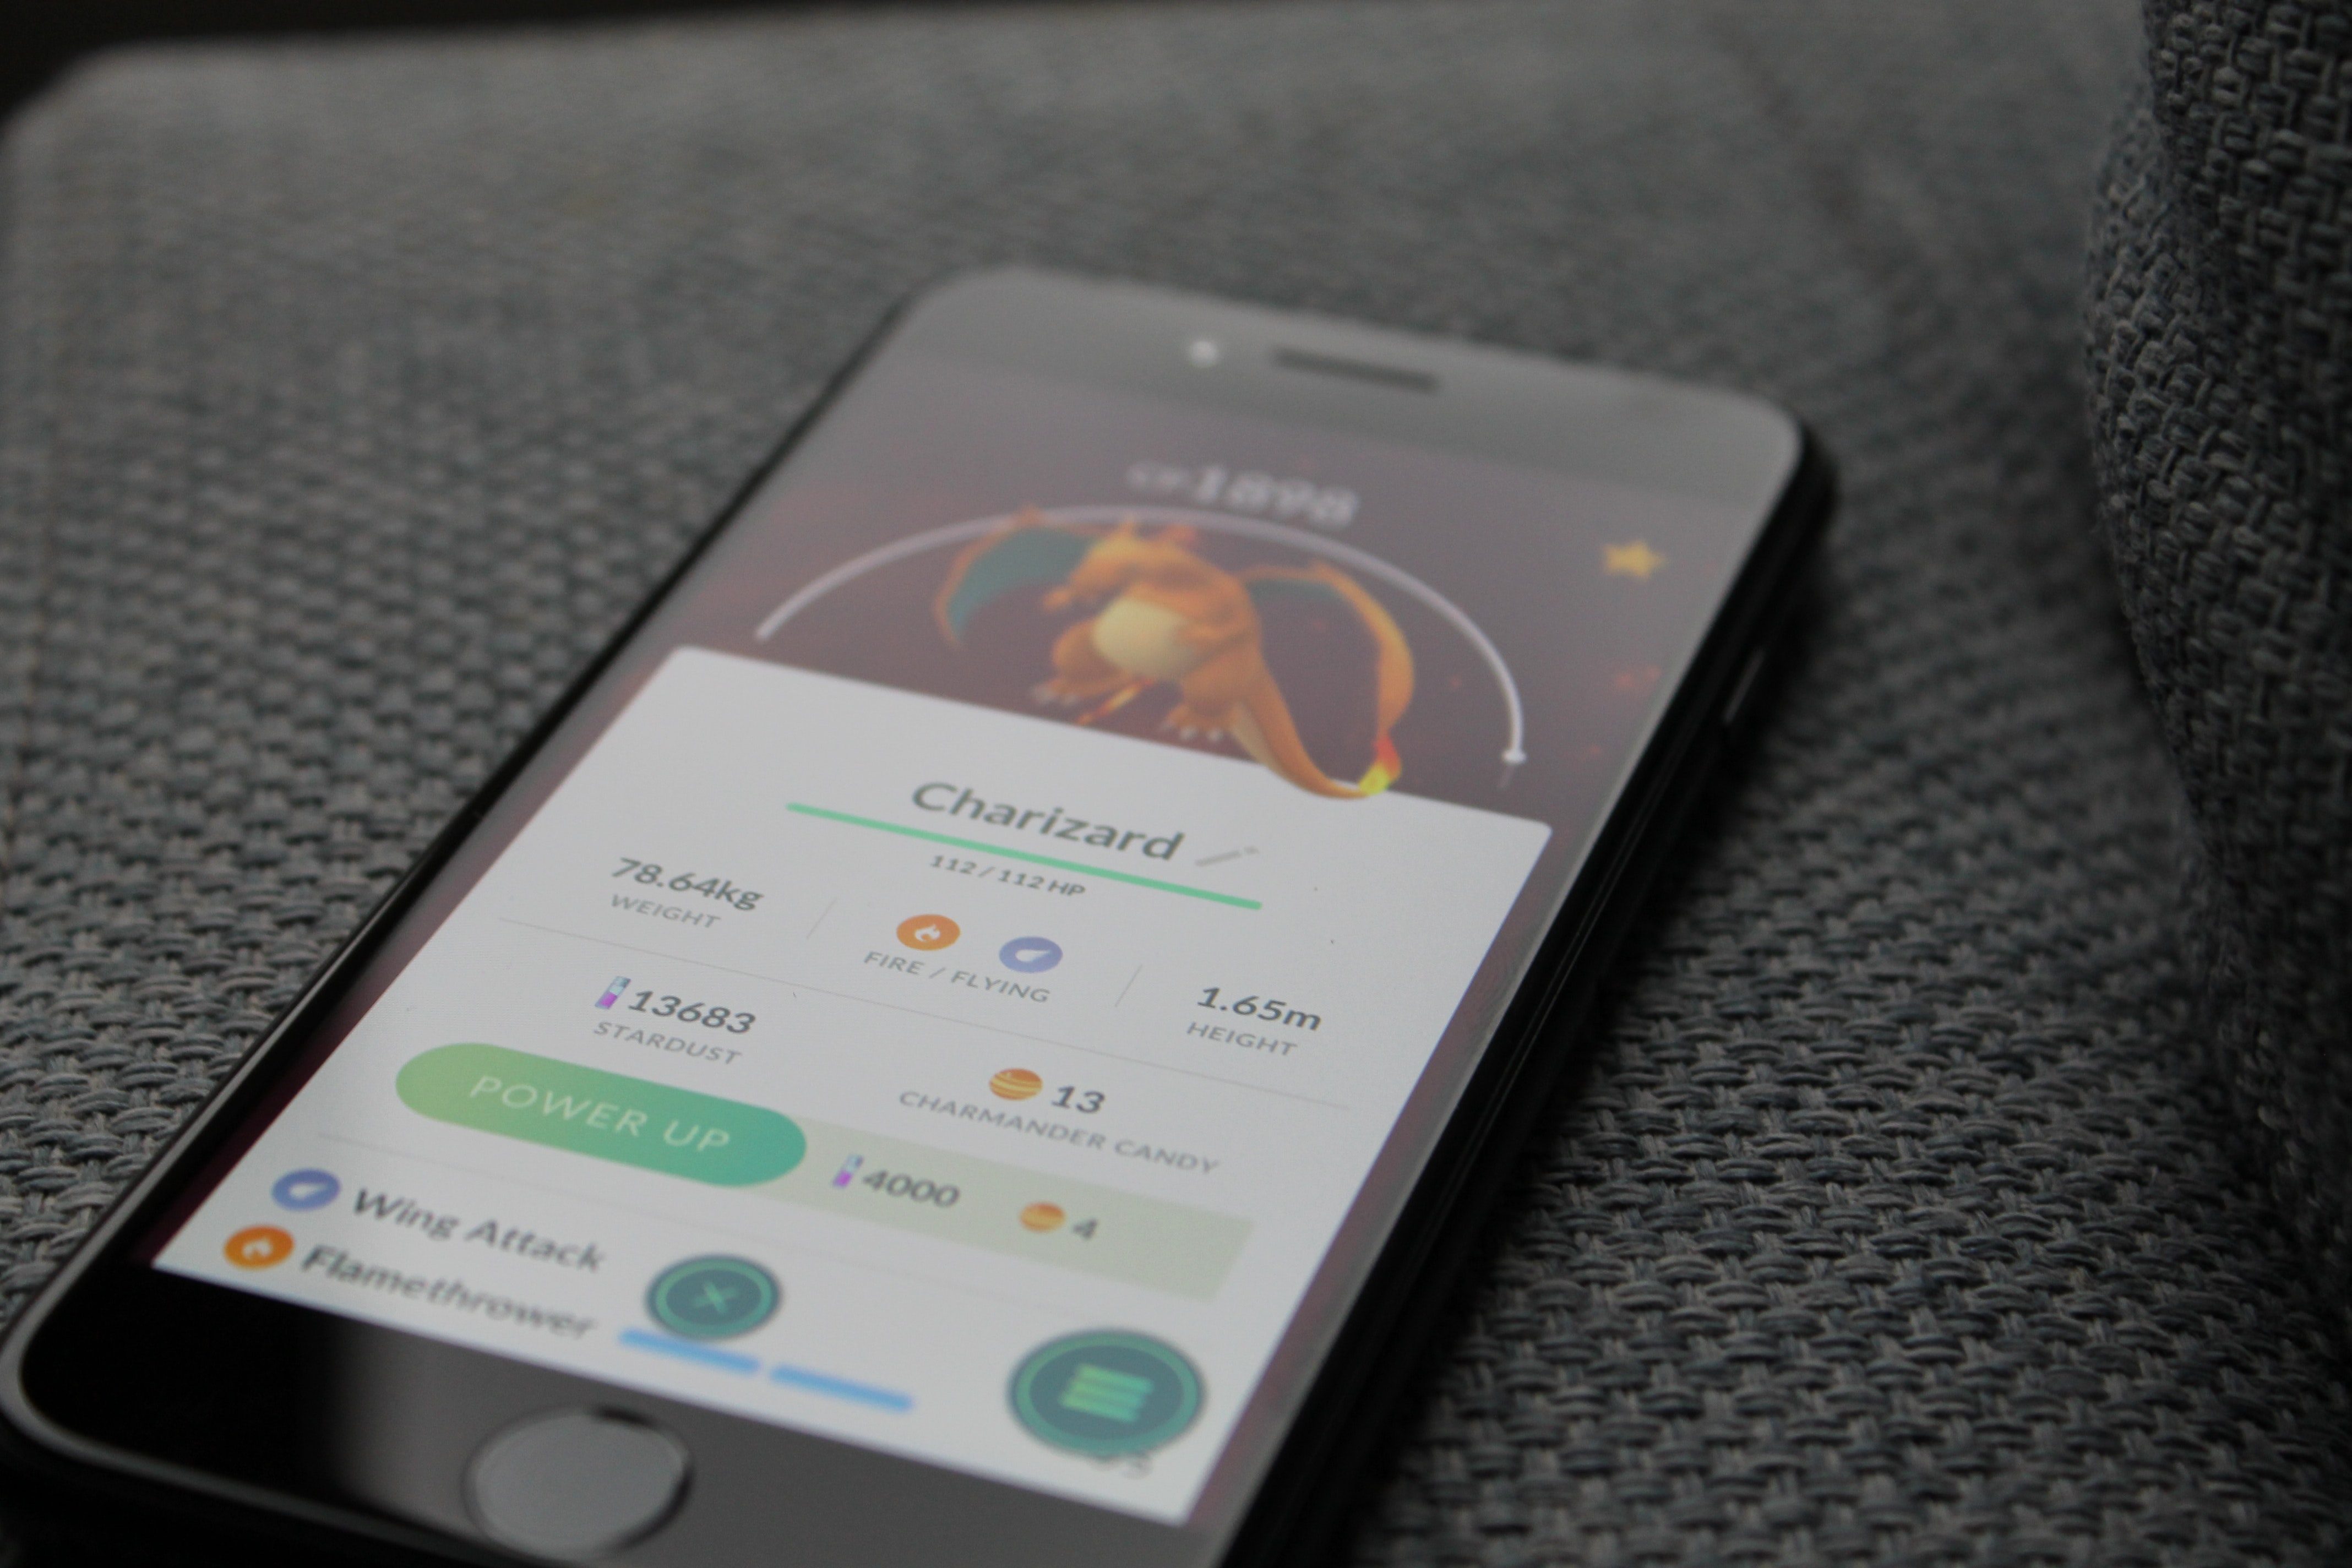 CP1898
Charizard
112 / 112 HP
78.64kg
WEIGHT
FIRE / FLYING
1.65m
HEIGHT
13683
STARDUST
13
CHARMANDER CANDY
POWER UP
4000
4
Wing Attack
Flamethrower